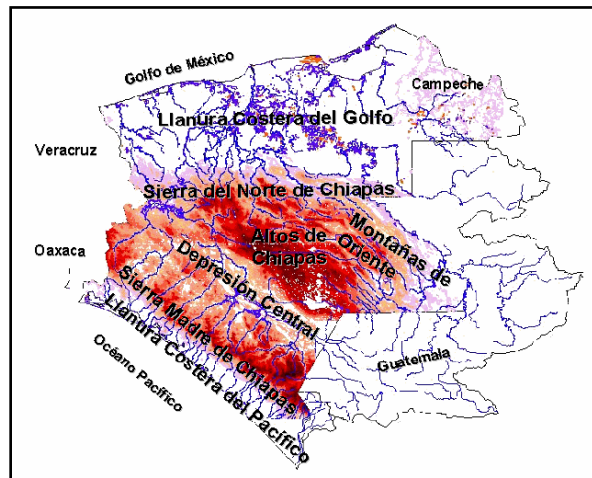 Golfo de México
Campeche
Llanura Costera del Golfo
Veracruz
Sierra del Norte de Chiapas
Altos de
Chiapas
Montañas de
Oriente
Oaxaca
Depresión Central
Sierra Madre de Chiapas
Llanura Costera del Pacífico
Guatemala
Océano Pacífico